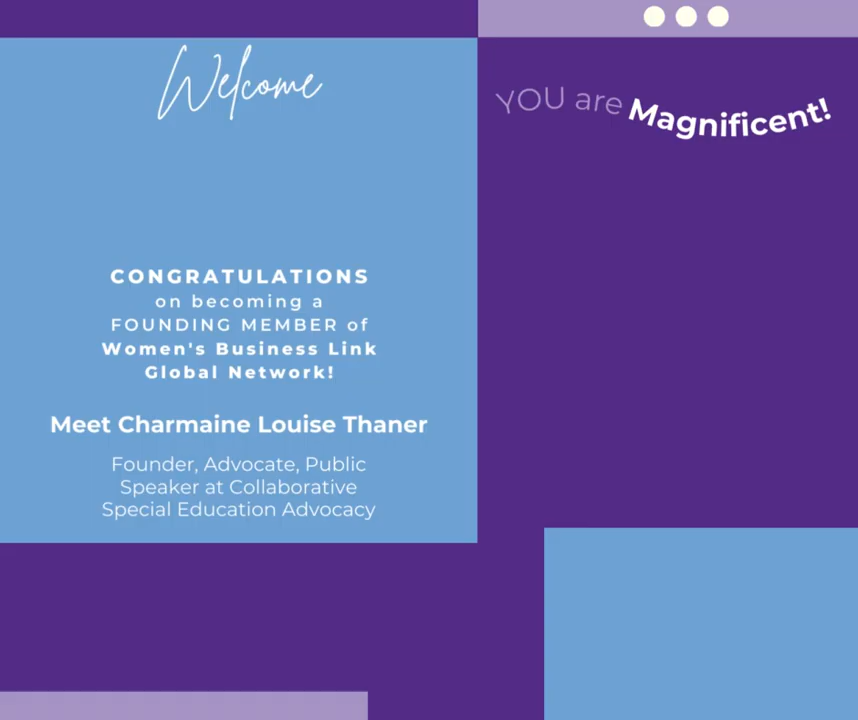 Welcome
YOU are Magnificent!
CONGRATULATIONS
on becoming a
FOUNDING MEMBER of
Women's Business Link
Global Network!
Meet Charmaine Louise Thaner
Founder, Advocate, Public
Speaker at Collaborative
Special Education Advocacy